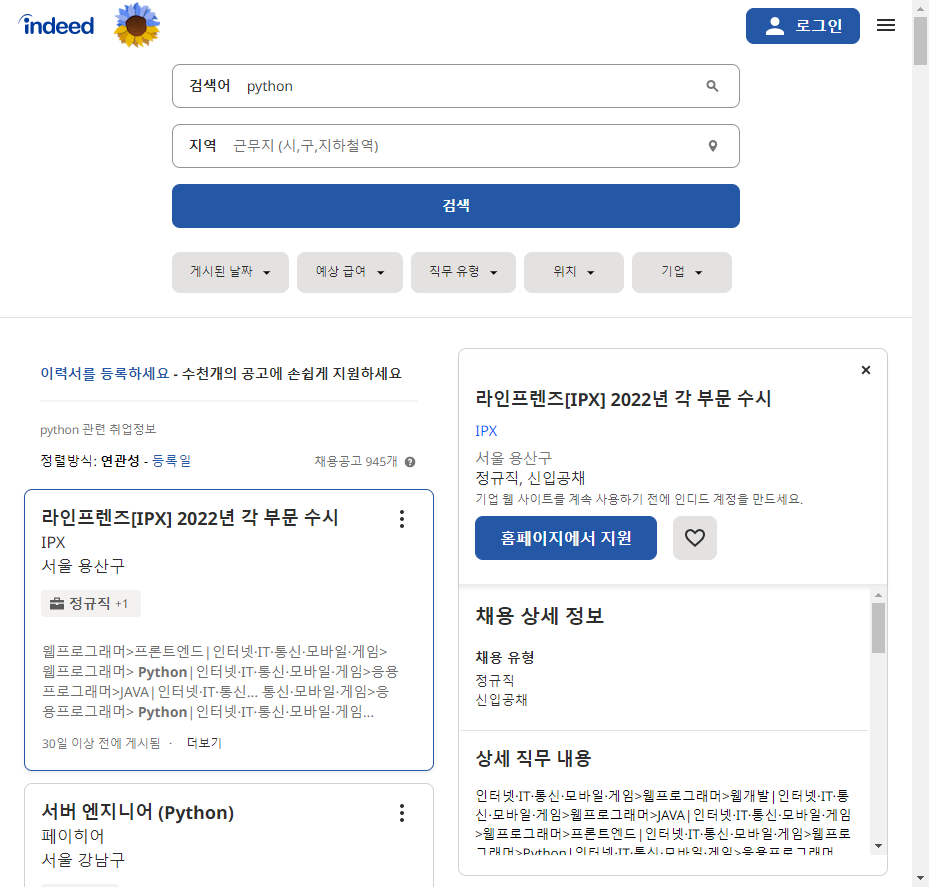 indeed
로그인
검색어 python
지역 근무지 (시,구,지하철역)
검색
게시된 날짜 예상 급여 직무 유형 위치 기업
이력서를 등록하세요 - 수천개의 공고에 손쉽게 지원하세요
python 관련 취업정보
정렬방식: 연관성 - 등록일 채용공고 945개
라인프렌즈[IPX] 2022년 각 부문 수시
IPX
서울 용산구
정규직 +1
웹프로그래머>프론트엔드|인터넷·IT·통신·모바일·게임>
웹프로그래머> Python|인터넷·IT·통신·모바일·게임>응용
프로그래머>JAVA|인터넷·IT·통신... 통신·모바일·게임>응
용프로그래머> Python|인터넷·IT·통신·모바일·게임...
30일 이상 전에 게시됨 · 더보기
서버 엔지니어 (Python)
페이히어
서울 강남구
라인프렌즈[IPX] 2022년 각 부문 수시
IPX
서울 용산구
정규직, 신입공채
기업 웹 사이트를 계속 사용하기 전에 인디드 계정을 만드세요.
홈페이지에서 지원
채용 상세 정보
채용 유형
정규직
신입공채
상세 직무 내용
인터넷·IT·통신·모바일·게임>웹프로그래머>웹개발|인터넷·IT·통
신·모바일·게임>웹프로그래머>JAVA|인터넷·IT·통신·모바일·게임
>웹프로그래머>프론트엔드|인터넷·IT·통신·모바일·게임>웹프로
그래머>Python|인터넷·IT·통신·모바일·게임>응용프로그래머